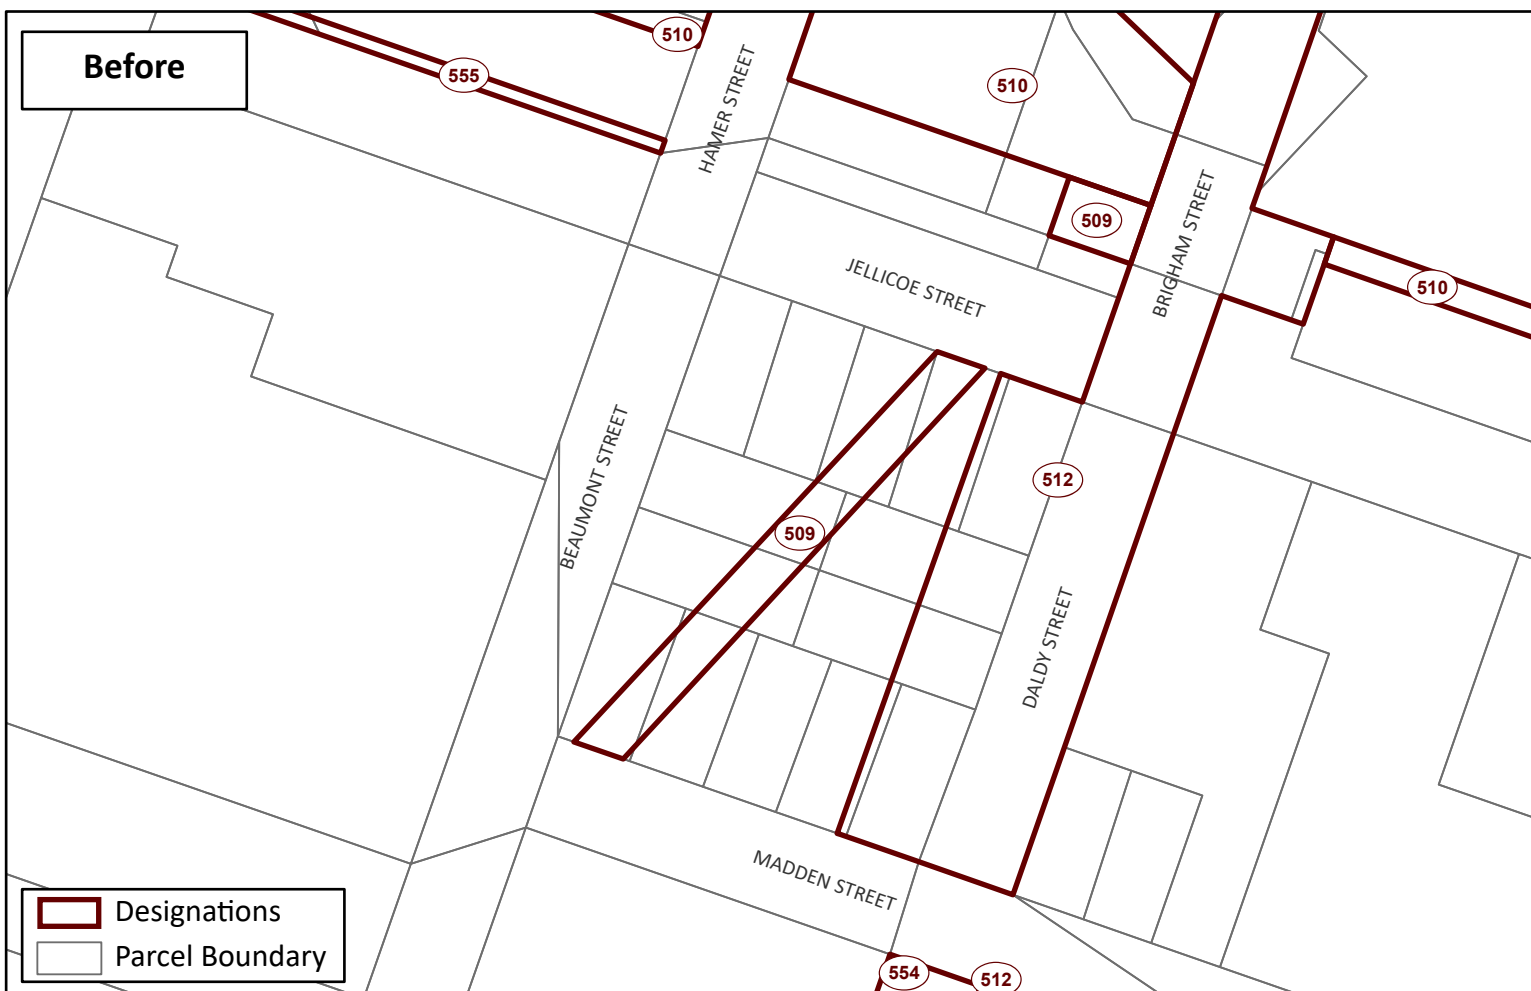 Before
510
555
510
HAMER STREET
509
BRIGHAM STREET
510
JELLICOE STREET
BEAUMONT STREET
512
509
DALDY STREET
MADDEN STREET
Designations
Parcel Boundary
554
512